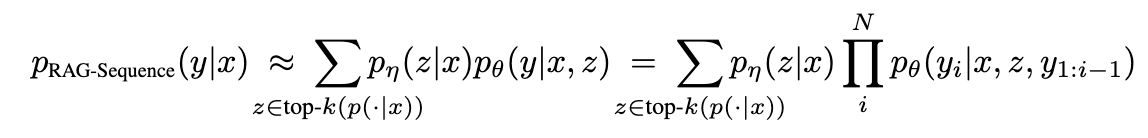 p_{\text{RAG-Sequence}}(y|x) \approx \sum_{z \in \text{top-}k(p(\cdot|x))} p_\eta(z|x) p_\theta(y|x, z) = \sum_{z \in \text{top-}k(p(\cdot|x))} p_\eta(z|x) \prod_{i}^{N} p_\theta(y_i|x, z, y_{1:i-1})